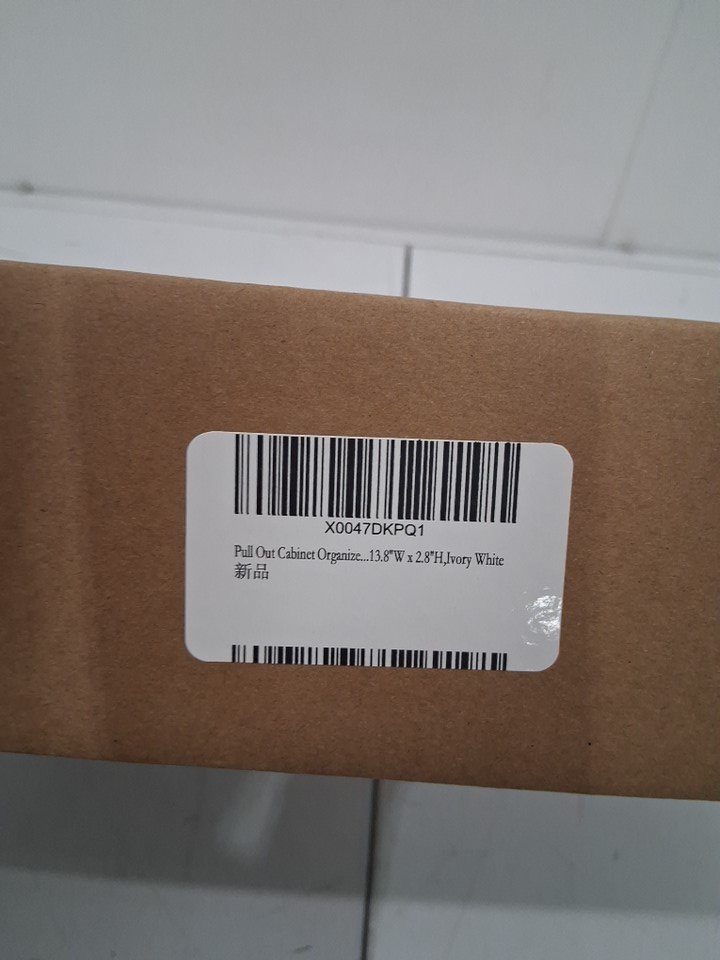 X0047DKPQ1
Pull Out Cabinet Organize...13.8"W x 2.8"H,Ivory White
新品